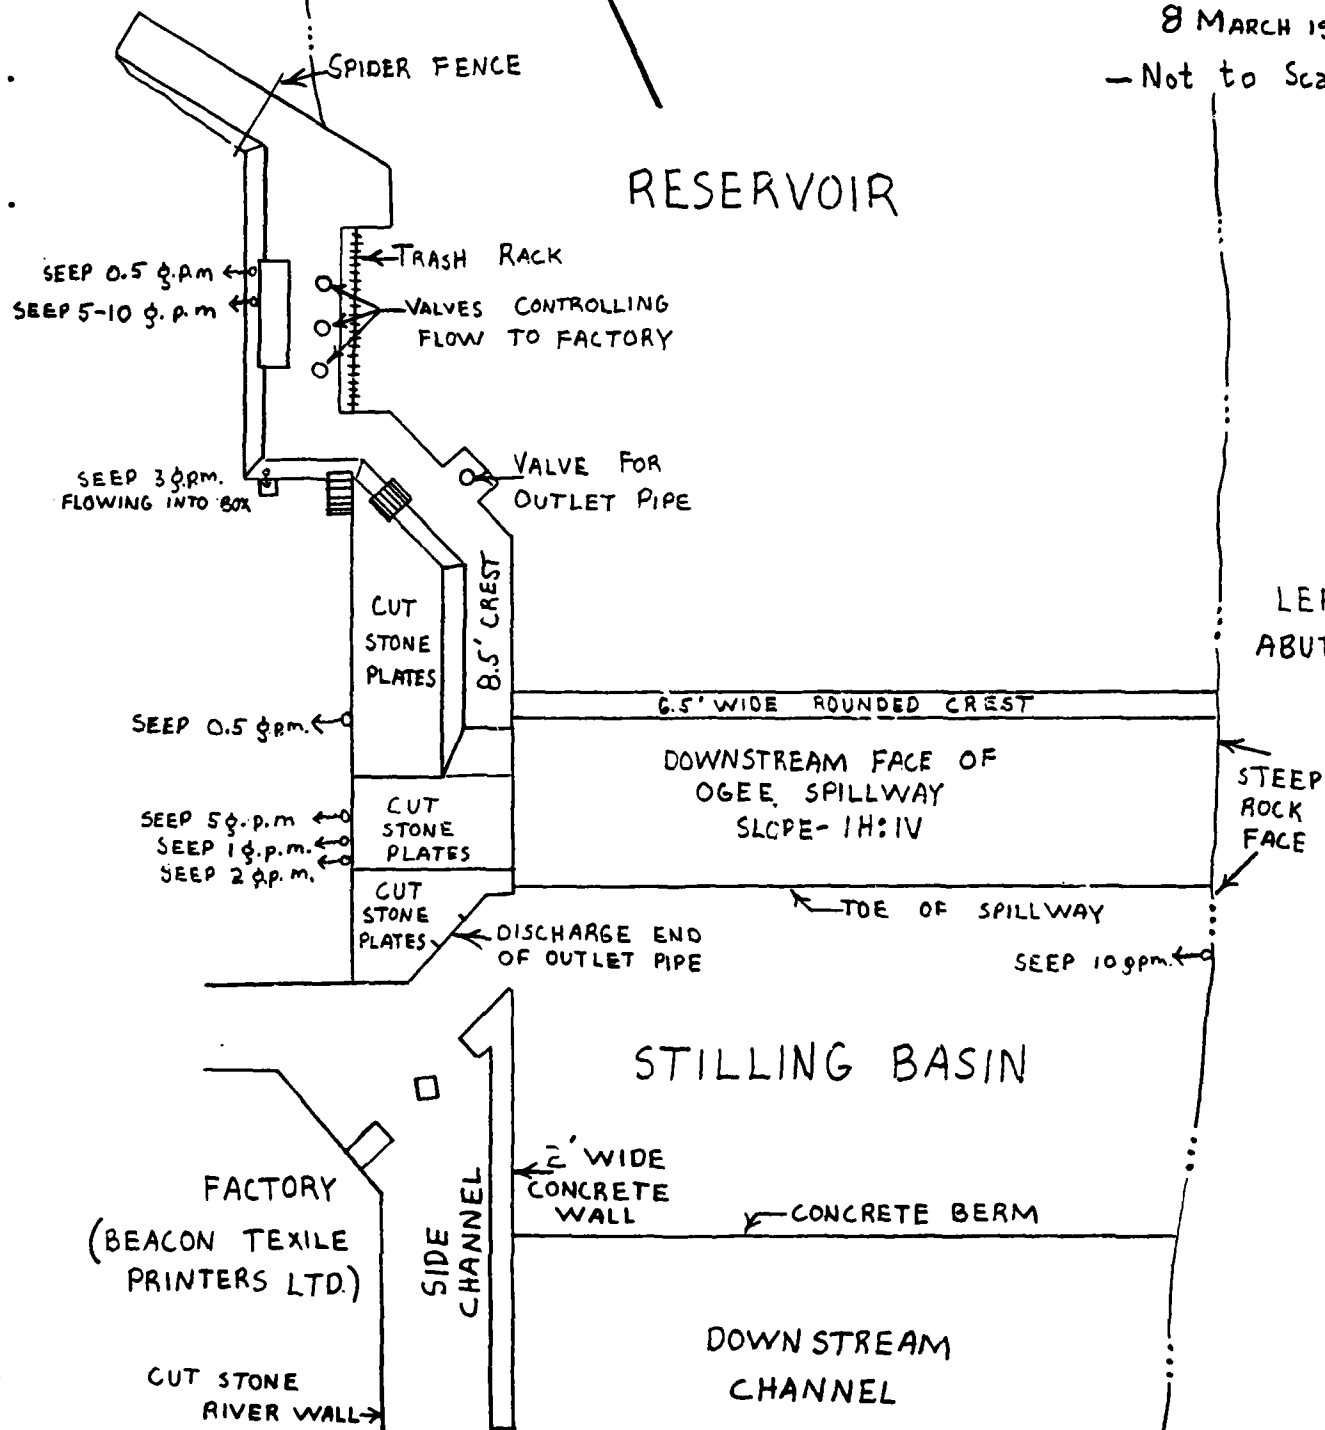 8 MARCH
— Not to
SPIDER FENCE
RESERVOIR
TRASH RACK
SEEP 0.5 g.p.m
SEEP 5-10 g.p.m
VALVES CONTROLLING
FLOW TO FACTORY
SEEP 3 g.p.m.
FLOWING INTO BOX
VALVE FOR
OUTLET PIPE
8.5' CREST
CUT
STONE
PLATES
6.5' WIDE ROUNDED CREST
SEEP 0.5 g.p.m.
DOWNSTREAM FACE OF
OGEE SPILLWAY
SLOPE- 1H:1V
STEEP
ROCK
FACE
SEEP 5 g.p.m
SEEP 1 g.p.m.
SEEP 2 g.p.m.
CUT
STONE
PLATES
CUT
STONE
PLATES
TOE OF SPILLWAY
DISCHARGE END
OF OUTLET PIPE
SEEP 10 gpm.
STILLING BASIN
2' WIDE
CONCRETE
WALL
CONCRETE BERM
FACTORY
(BEACON TEXILE
PRINTERS LTD.)
SIDE
CHANNEL
DOWNSTREAM
CHANNEL
CUT STONE
RIVER WALL